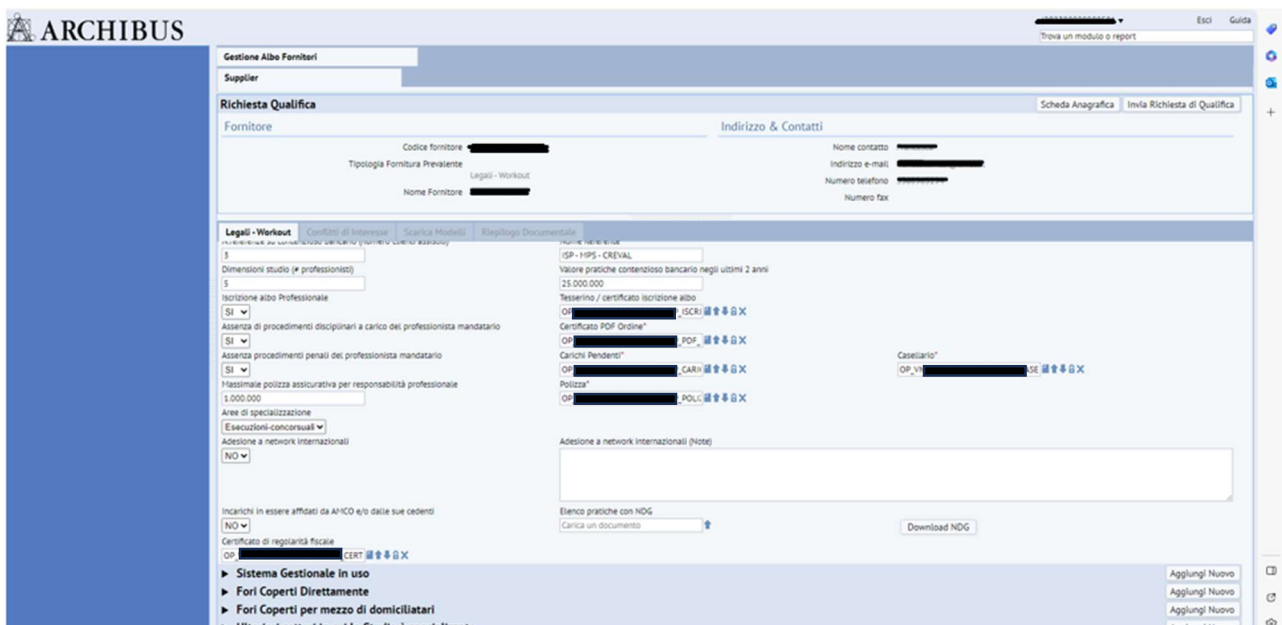 ARCHIBUS
Esci Guida
Trova un modulo o report
Gestione Albo Fornitori
Supplier
Richiesta Qualifica
Scheda Anagrafica Invia Richiesta di Qualifica
Fornitore Indirizzo & Contatti
Codice fornitore Nome contatto
Tipologia Fornitura Prevalente Indirizzo e-mail
Legali - Workout Numero telefono
Nome Fornitore Numero fax
Legali - Workout Conflitti di Interesse Scarica Modelli Riepilogo Documentale
3 ISP - MPS - CREVAL
Dimensioni studio (# professionisti) Valore pratiche contenzioso bancario negli ultimi 2 anni
5 25.000.000
Iscrizione albo Professionale Tesserino / certificato iscrizione albo
SI OP _ISCRI
Assenza di procedimenti disciplinari a carico del professionista mandatario Certificato PDF Ordine*
SI OP _PDF_
Assenza procedimenti penali del professionista mandatario Carichi Pendenti* Casellario*
SI OP _CARI OP_VN ASE
Massimale polizza assicurativa per responsabilità professionale Polizza*
1.000.000 OP _POLI
Aree di specializzazione
Esecuzioni-concorsuali
Adesione a network internazionali Adesione a network internazionali (Note)
NO
Incarichi in essere affidati da AMCO e/o dalle sue cedenti Elenco pratiche con NDG
NO Carica un documento Download NDG
Certificato di regolarità fiscale
OP_ CERT
Sistema Gestionale in uso Aggiungi Nuovo
Fori Coperti Direttamente Aggiungi Nuovo
Fori Coperti per mezzo di domiciliatari Aggiungi Nuovo